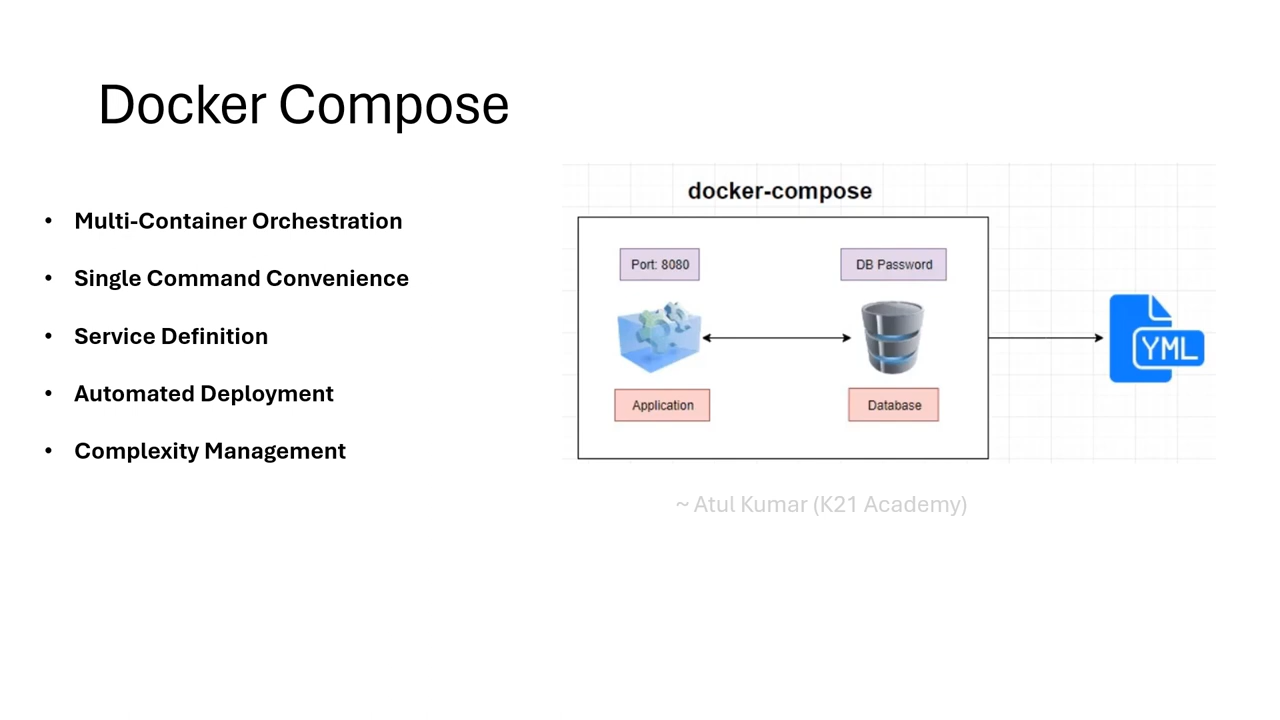 Docker Compose
• Multi-Container Orchestration
• Single Command Convenience
• Service Definition
• Automated Deployment
• Complexity Management
docker-compose
Port: 8080
DB Password
Application
Database
YML
~ Atul Kumar (K21 Academy)